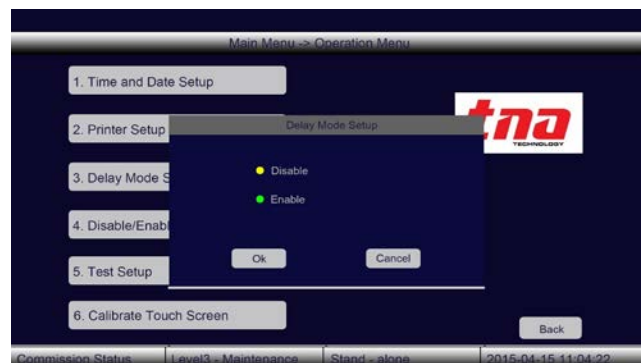 Main Menu -> Operation Menu
1. Time and Date Setup
2. Printer Setup
tna
TECHNOLOGY
Delay Mode Setup
3. Delay Mode S
Disable
Enable
4. Disable/Enabl
Ok
Cancel
5. Test Setup
6. Calibrate Touch Screen
Back
Commission Status
Level3 - Maintenance
Stand - alone
2015-04-15 11:04:22